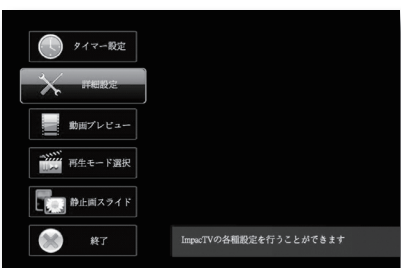 タイマー設定
詳細設定
動画プレビュー
再生モード選択
静止画スライド
終了
ImpacTVの各種設定を行うことができます